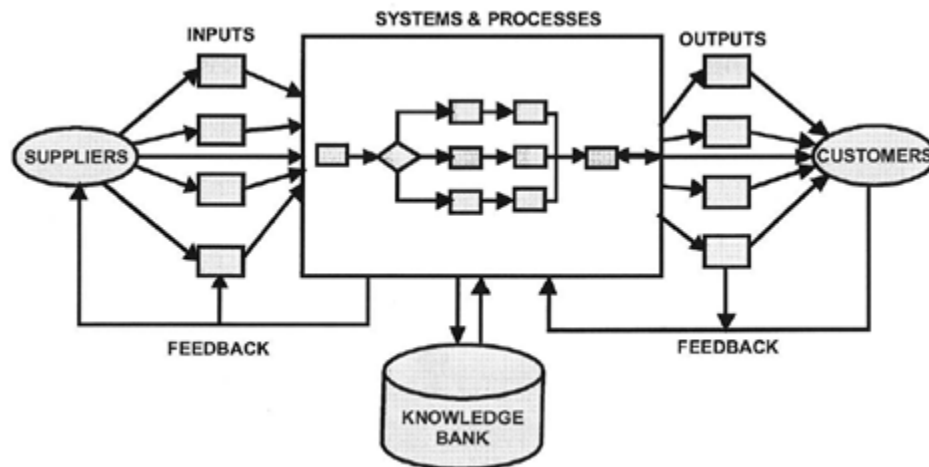 SYSTEMS & PROCESSES
INPUTS
OUTPUTS
SUPPLIERS
CUSTOMERS
FEEDBACK
FEEDBACK
KNOWLEDGE
BANK